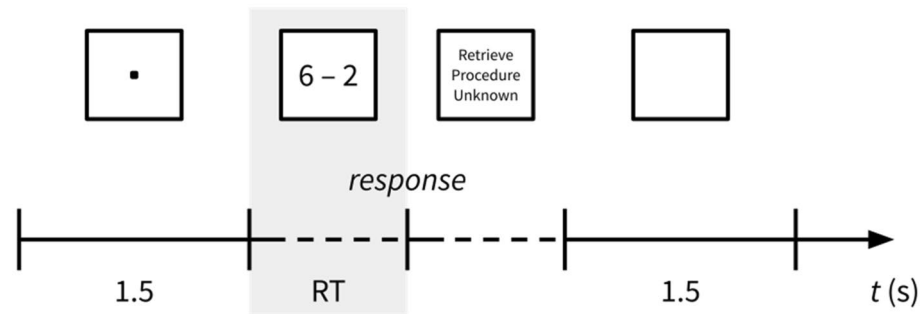 6 – 2
Retrieve
Procedure
Unknown
response
1.5
RT
1.5
t (s)